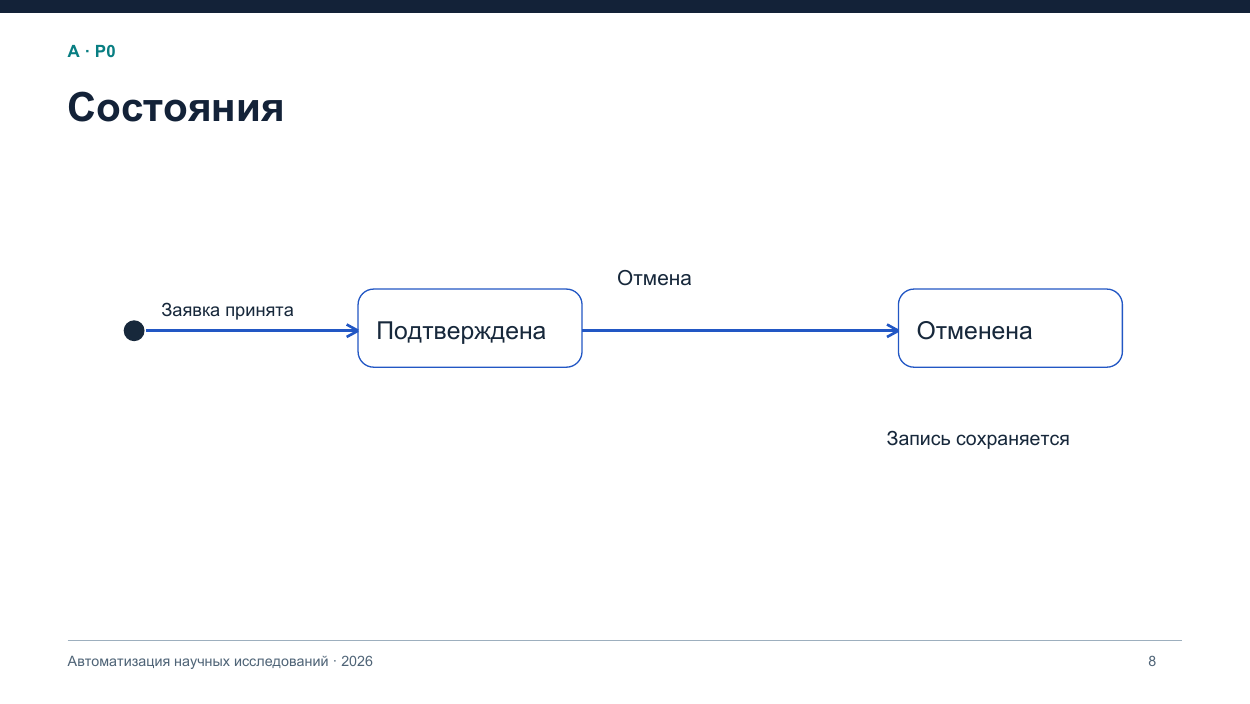 A · P0
Состояния
Отмена
Заявка принята
Подтверждена
Отменена
Запись сохраняется
Автоматизация научных исследований · 2026
8